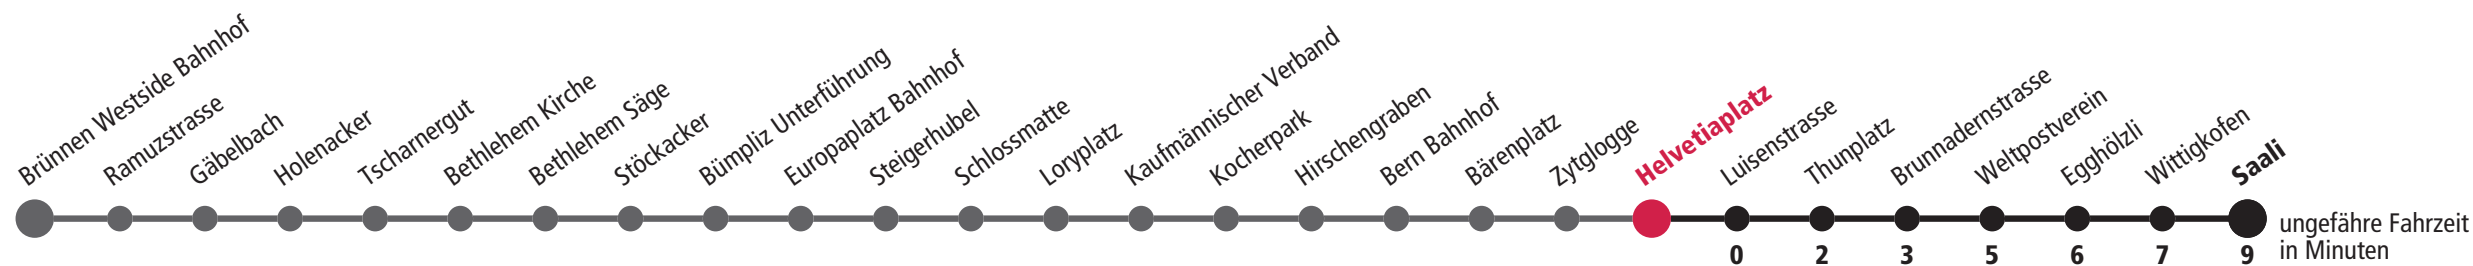 Brünnen Westside Bahnhof
Ramuzstrasse
Gäbelbach
Holenacker
Tscharnergut
Bethlehem Kirche
Bethlehem Säge
Stöckacker
Bümpliz Unterführung
Europaplatz Bahnhof
Steigerhubel
Schlossmatte
Loryplatz
Kaufmännischer Verband
Kocherpark
Hirschengraben
Bern Bahnhof
Bärenplatz
Zytglogge
Helvetiaplatz
Luisenstrasse
Thunplatz
Brunnadernstrasse
Weltpostverein
Egghölzli
Wittigkofen
Saali
0 2 3 5 6 7 9
ungefähre Fahrzeit
in Minuten